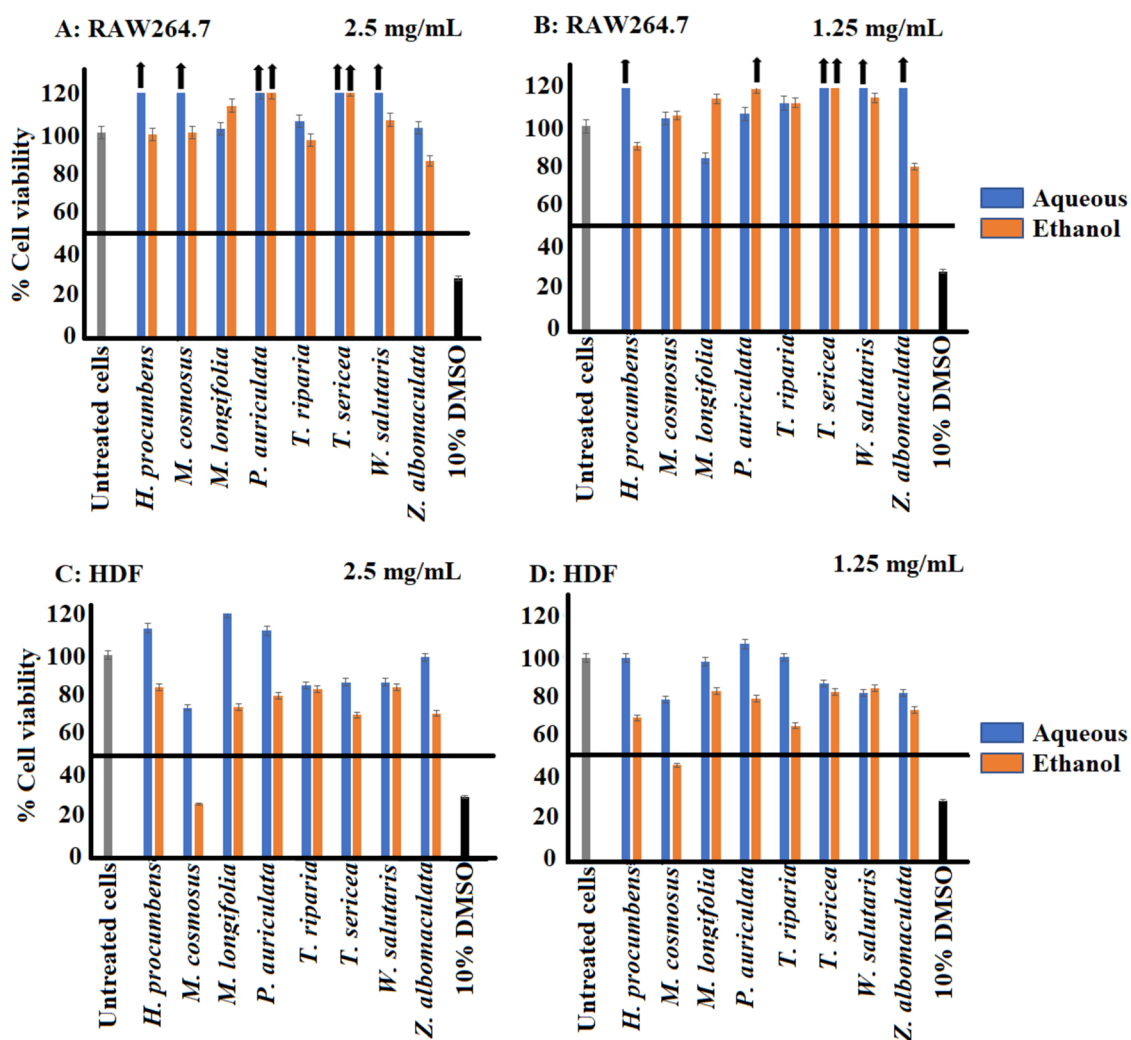 A: RAW264.7 2.5 mg/mL
% Cell viability
120
100
80
60
40
20
0
Untreated cells
H. procumbens
M. cosmosus
M. longifolia
P. auriculata
T. riparia
T. sericea
W. salutaris
Z. albomaculata
10% DMSO
B: RAW264.7 1.25 mg/mL
120
100
80
60
40
20
0
Untreated cells
H. procumbens
M. cosmosus
M. longifolia
P. auriculata
T. riparia
T. sericea
W. salutaris
Z. albomaculata
10% DMSO
Aqueous
Ethanol
C: HDF 2.5 mg/mL
% Cell viability
120
100
80
60
40
20
0
Untreated cells
H. procumbens
M. cosmosus
M. longifolia
P. auriculata
T. riparia
T. sericea
W. salutaris
Z. albomaculata
10% DMSO
D: HDF 1.25 mg/mL
120
100
80
60
40
20
0
Untreated cells
H. procumbens
M. cosmosus
M. longifolia
P. auriculata
T. riparia
T. sericea
W. salutaris
Z. albomaculata
10% DMSO
Aqueous
Ethanol